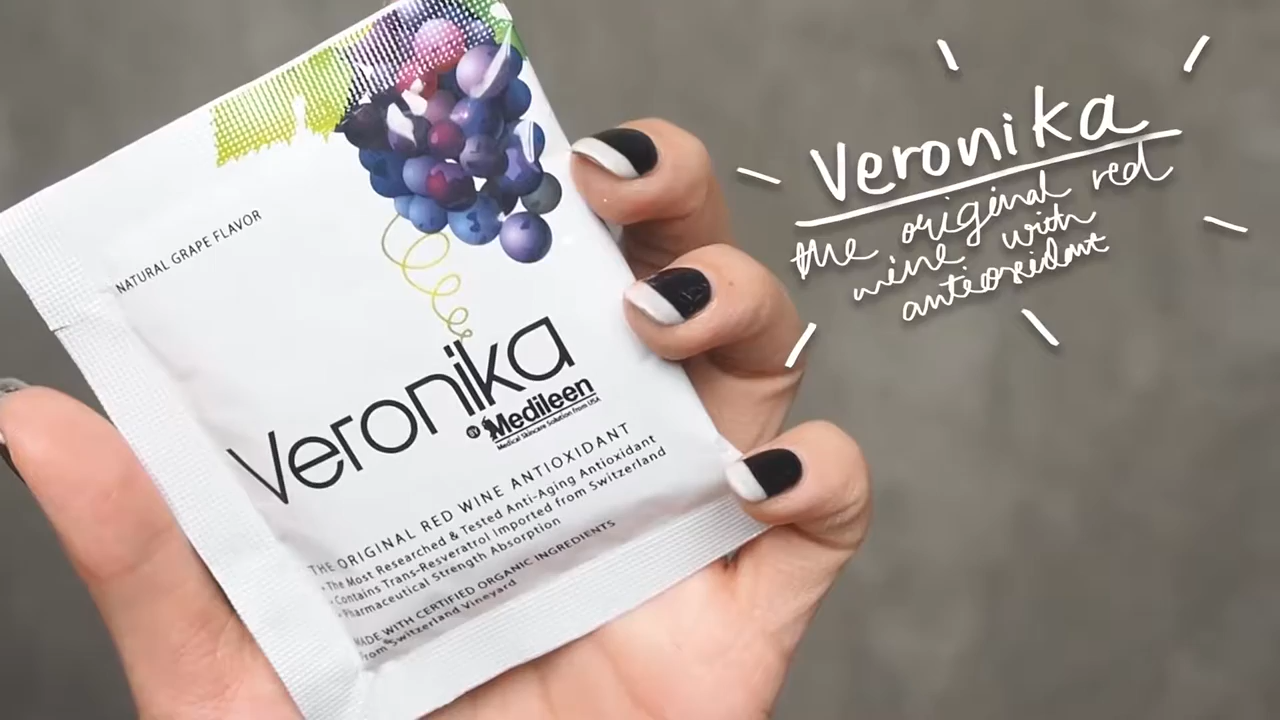 NATURAL GRAPE FLAVOR
Veronika
BY Medileen
Medical Skincare Solution from USA
THE ORIGINAL RED WINE ANTIOXIDANT
• The Most Researched & Tested Anti-Aging Antioxidant
• Contains Trans-Resveratrol Imported from Switzerland
• Pharmaceutical Strength Absorption
MADE WITH CERTIFIED ORGANIC INGREDIENTS
From Switzerland Vineyard
Veronika
the original red
wine with
antioxidant